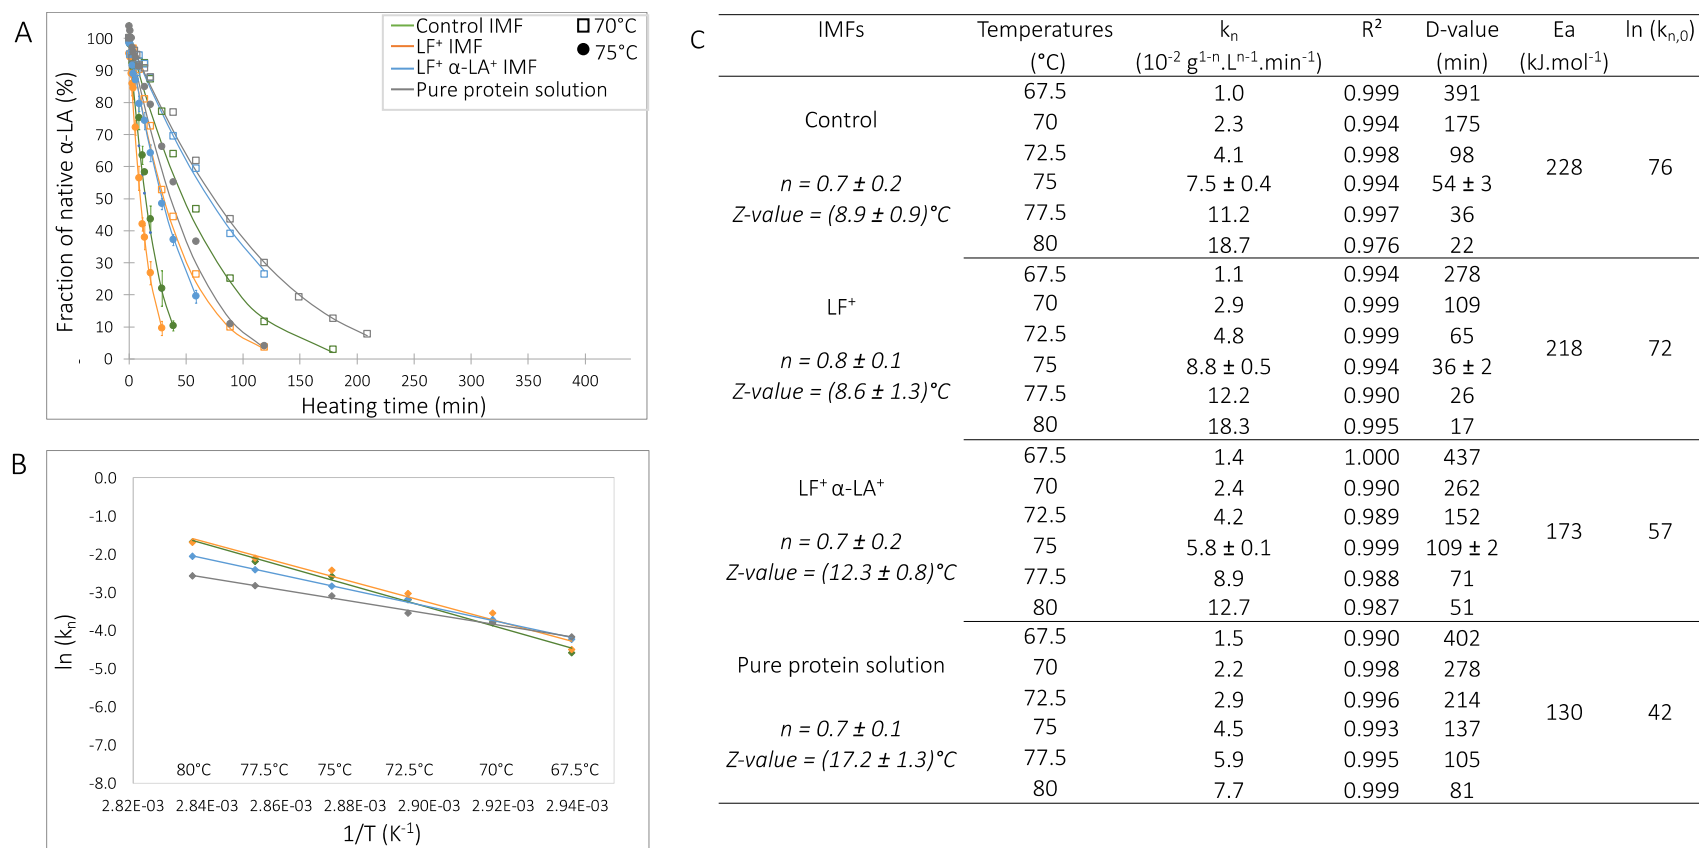 A
Control IMF
LF⁺ IMF
LF⁺ α-LA⁺ IMF
Pure protein solution
70°C
75°C
Fraction of native α-LA (%)
100
90
80
70
60
50
40
30
20
10
0
-
0 50 100 150 200 250 300 350 400
Heating time (min)
B
ln (kₙ)
0.0
-1.0
-2.0
-3.0
-4.0
-5.0
-6.0
-7.0
-8.0
80°C 77.5°C 75°C 72.5°C 70°C 67.5°C
2.82E-03 2.84E-03 2.86E-03 2.88E-03 2.90E-03 2.92E-03 2.94E-03
1/T (K⁻¹)
C
IMFs Temperatures kₙ R² D-value Ea ln (kₙ,₀)
(°C) (10⁻² g¹⁻ⁿ.Lⁿ⁻¹.min⁻¹) (min) (kJ.mol⁻¹)
67.5 1.0 0.999 391
Control 70 2.3 0.994 175
72.5 4.1 0.998 98
228 76
n = 0.7 ± 0.2 75 7.5 ± 0.4 0.994 54 ± 3
Z-value = (8.9 ± 0.9)°C 77.5 11.2 0.997 36
80 18.7 0.976 22
67.5 1.1 0.994 278
LF⁺ 70 2.9 0.999 109
72.5 4.8 0.999 65
218 72
n = 0.8 ± 0.1 75 8.8 ± 0.5 0.994 36 ± 2
Z-value = (8.6 ± 1.3)°C 77.5 12.2 0.990 26
80 18.3 0.995 17
67.5 1.4 1.000 437
LF⁺ α-LA⁺ 70 2.4 0.990 262
72.5 4.2 0.989 152
173 57
n = 0.7 ± 0.2 75 5.8 ± 0.1 0.999 109 ± 2
Z-value = (12.3 ± 0.8)°C 77.5 8.9 0.988 71
80 12.7 0.987 51
67.5 1.5 0.990 402
Pure protein solution 70 2.2 0.998 278
72.5 2.9 0.996 214
130 42
n = 0.7 ± 0.1 75 4.5 0.993 137
Z-value = (17.2 ± 1.3)°C 77.5 5.9 0.995 105
80 7.7 0.999 81